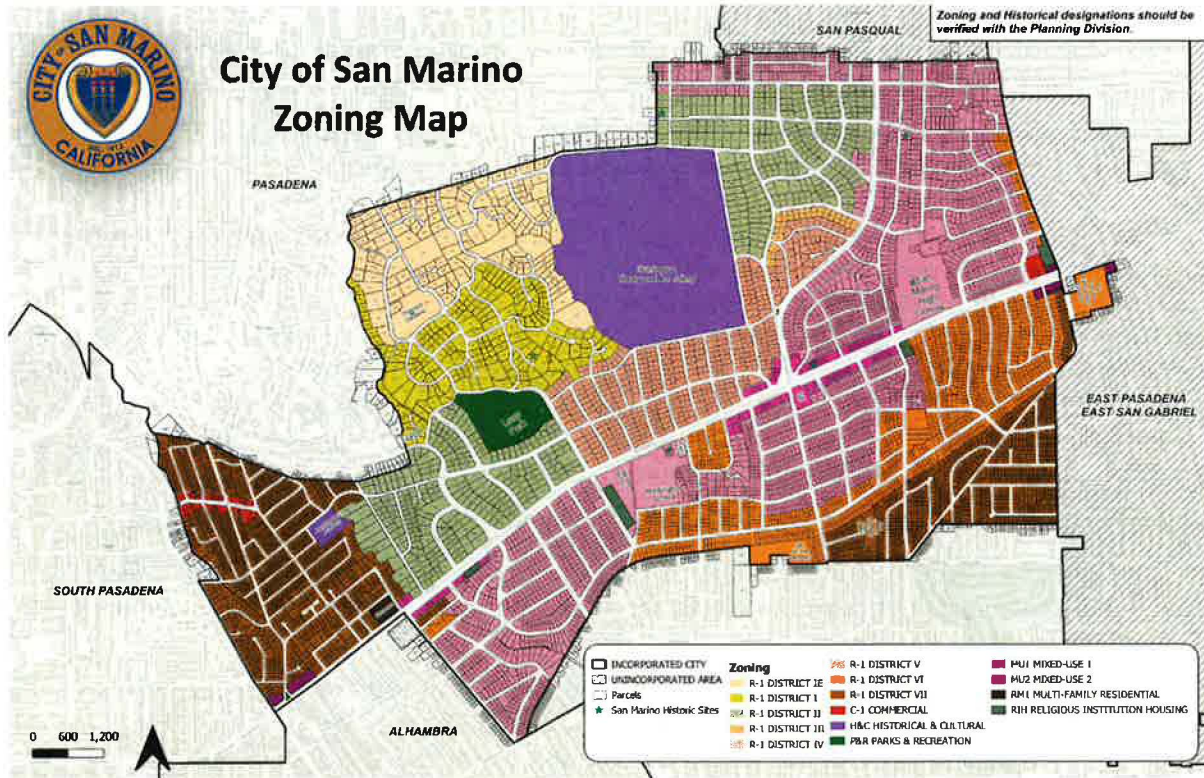 Zoning and Historical designations should be
verified with the Planning Division.
SAN PASQUAL
CITY OF SAN MARINO
CALIFORNIA
City of San Marino
Zoning Map
PASADENA
EAST PASADENA
EAST SAN GABRIEL
SOUTH PASADENA
ALHAMBRA
0 600 1,200
INCORPORATED CITY
UNINCORPORATED AREA
Parcels
San Marino Historic Sites
Zoning
R-1 DISTRICT IE
R-1 DISTRICT I
R-1 DISTRICT II
R-1 DISTRICT III
R-1 DISTRICT IV
R-1 DISTRICT V
R-1 DISTRICT VI
R-1 DISTRICT VII
C-1 COMMERCIAL
H&C HISTORICAL & CULTURAL
P&R PARKS & RECREATION
MU1 MIXED-USE 1
MU2 MIXED-USE 2
RM1 MULTI-FAMILY RESIDENTIAL
RIH RELIGIOUS INSTITUTION HOUSING